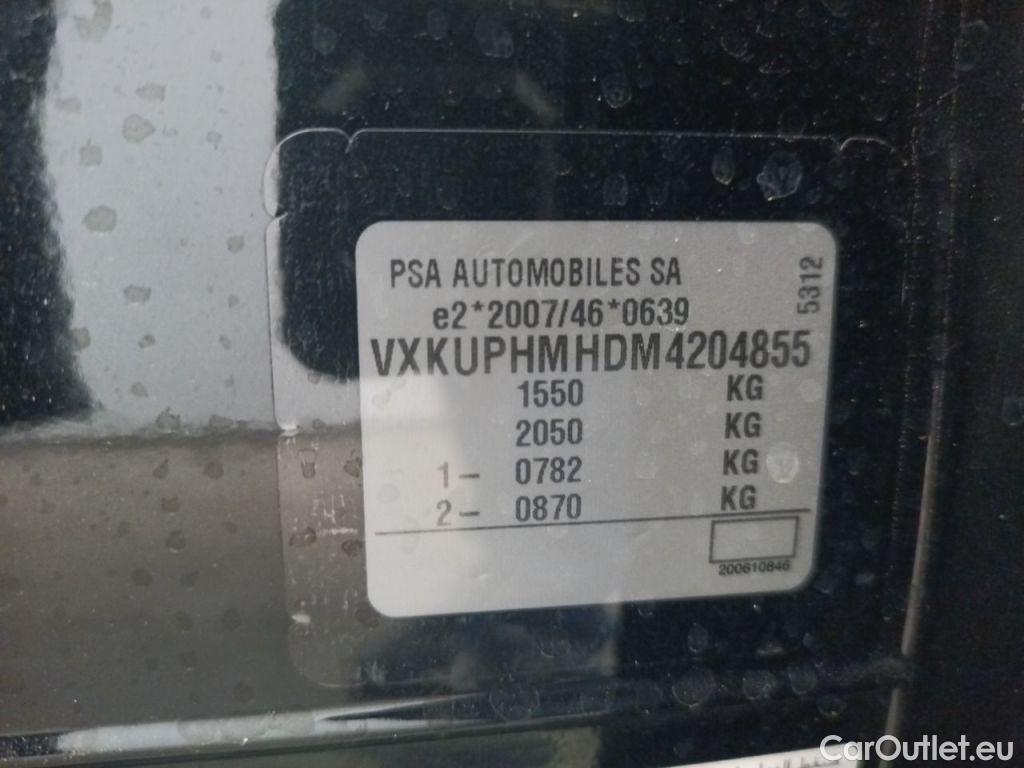 PSA AUTOMOBILES SA
5312
e2*2007/46*0639
VXKUPHMHDM4204855
1550 KG
2050 KG
1- 0782 KG
2- 0870 KG
200610846
CarOutlet.eu